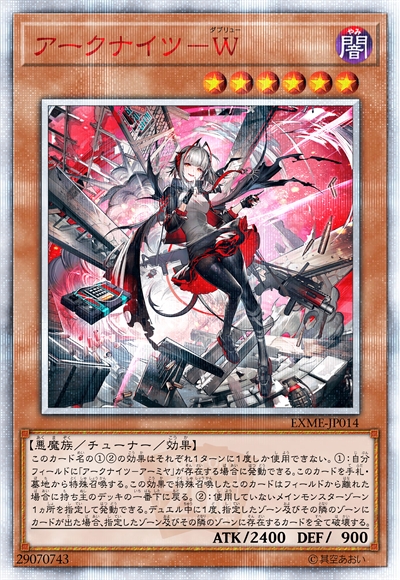 ダブリュー
アークナイツ－W
やみ
闇
EXME-JP014
【悪魔族／チューナー／効果】
このカード名の①②の効果はそれぞれ1ターンに1度しか使用できない。①：自分
フィールドに「アークナイツーアーミヤ」が存在する場合に発動できる。このカードを手札・
墓地から特殊召喚する。この効果で特殊召喚したこのカードはフィールドから離れた
場合に持ち主のデッキの一番下に戻る。②：使用していないメインモンスターゾーン
1ヵ所を指定して発動できる。デュエル中に1度、指定したゾーン及びその隣のゾーンに
カードが出た場合、指定したゾーン及びその隣のゾーンに存在するカードを全て破壊する。
ATK/2400 DEF/ 900
29070743
©其空あおい